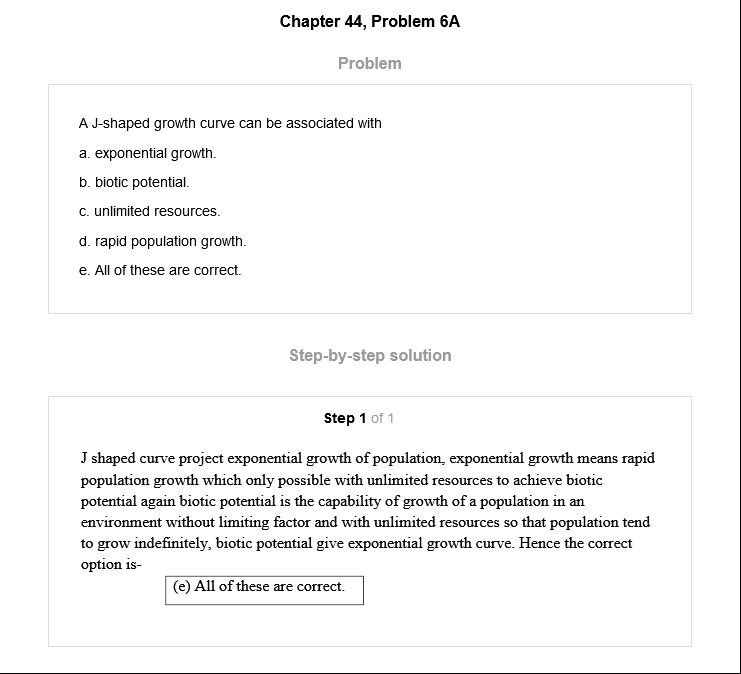 Chapter 44, Problem 6A
Problem
A J-shaped growth curve can be associated with
a. exponential growth.
b. biotic potential.
c. unlimited resources.
d. rapid population growth.
e. All of these are correct.
Step-by-step solution
Step 1 of 1
J shaped curve project exponential growth of population, exponential growth means rapid
population growth which only possible with unlimited resources to achieve biotic
potential again biotic potential is the capability of growth of a population in an
environment without limiting factor and with unlimited resources so that population tend
to grow indefinitely, biotic potential give exponential growth curve. Hence the correct
option is-
(e) All of these are correct.